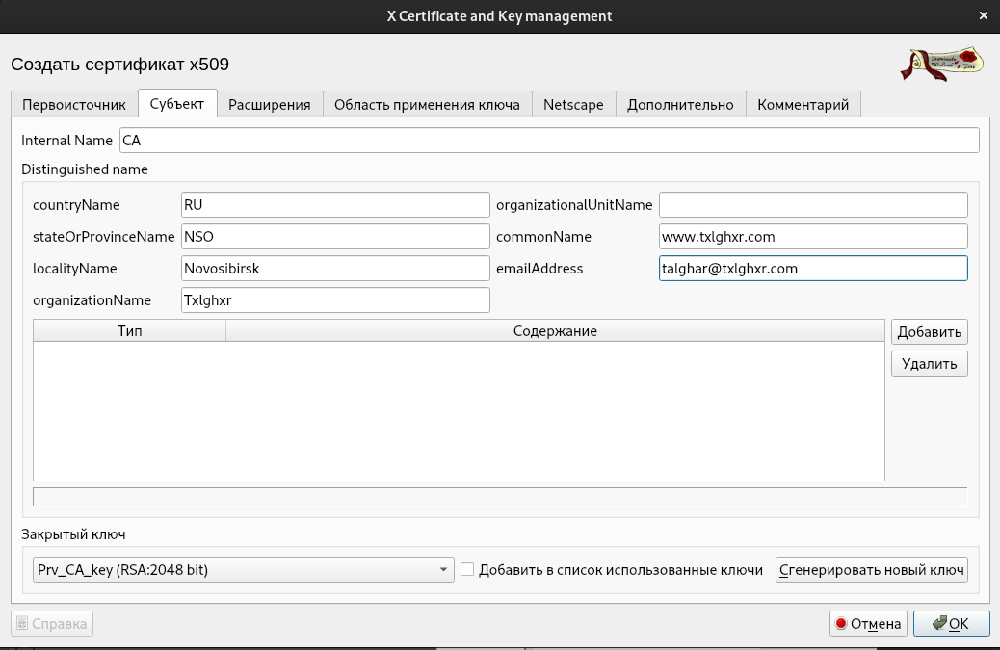 X Certificate and Key management
Создать сертификат x509
Первоисточник Субъект Расширения Область применения ключа Netscape Дополнительно Комментарий
Internal Name CA
Distinguished name
countryName RU organizationalUnitName
stateOrProvinceName NSO commonName www.txlghxr.com
localityName Novosibirsk emailAddress talghar@txlghxr.com
organizationName Txlghxr
Тип Содержание Добавить
Удалить
Закрытый ключ
Prv_CA_key (RSA:2048 bit) Добавить в список использованные ключи Сгенерировать новый ключ
Справка Отмена OK